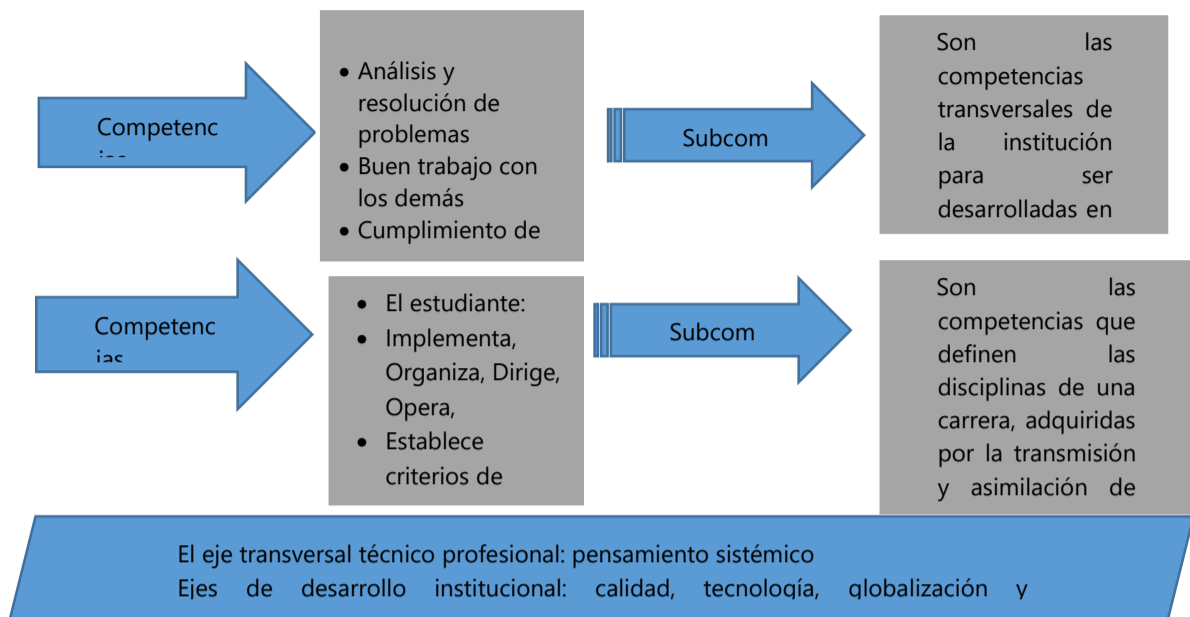 Competenc
ias
• Análisis y
resolución de
problemas
• Buen trabajo con
los demás
• Cumplimiento de
Subcom
Son las
competencias
transversales de
la institución
para ser
desarrolladas en
Competenc
ias
• El estudiante:
• Implementa,
Organiza, Dirige,
Opera,
• Establece
criterios de
Subcom
Son las
competencias que
definen las
disciplinas de una
carrera, adquiridas
por la transmisión
y asimilación de
El eje transversal técnico profesional: pensamiento sistémico
Ejes de desarrollo institucional: calidad, tecnología, globalización y